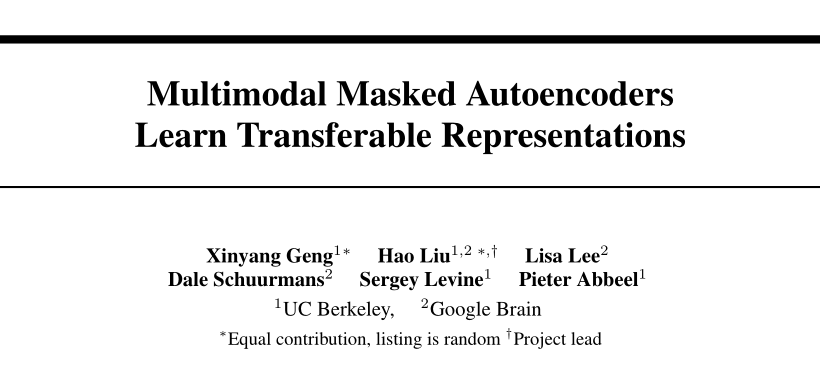 Multimodal Masked Autoencoders
Learn Transferable Representations
Xinyang Geng¹* Hao Liu¹,² *,† Lisa Lee²
Dale Schuurmans² Sergey Levine¹ Pieter Abbeel¹
¹UC Berkeley, ²Google Brain
*Equal contribution, listing is random †Project lead